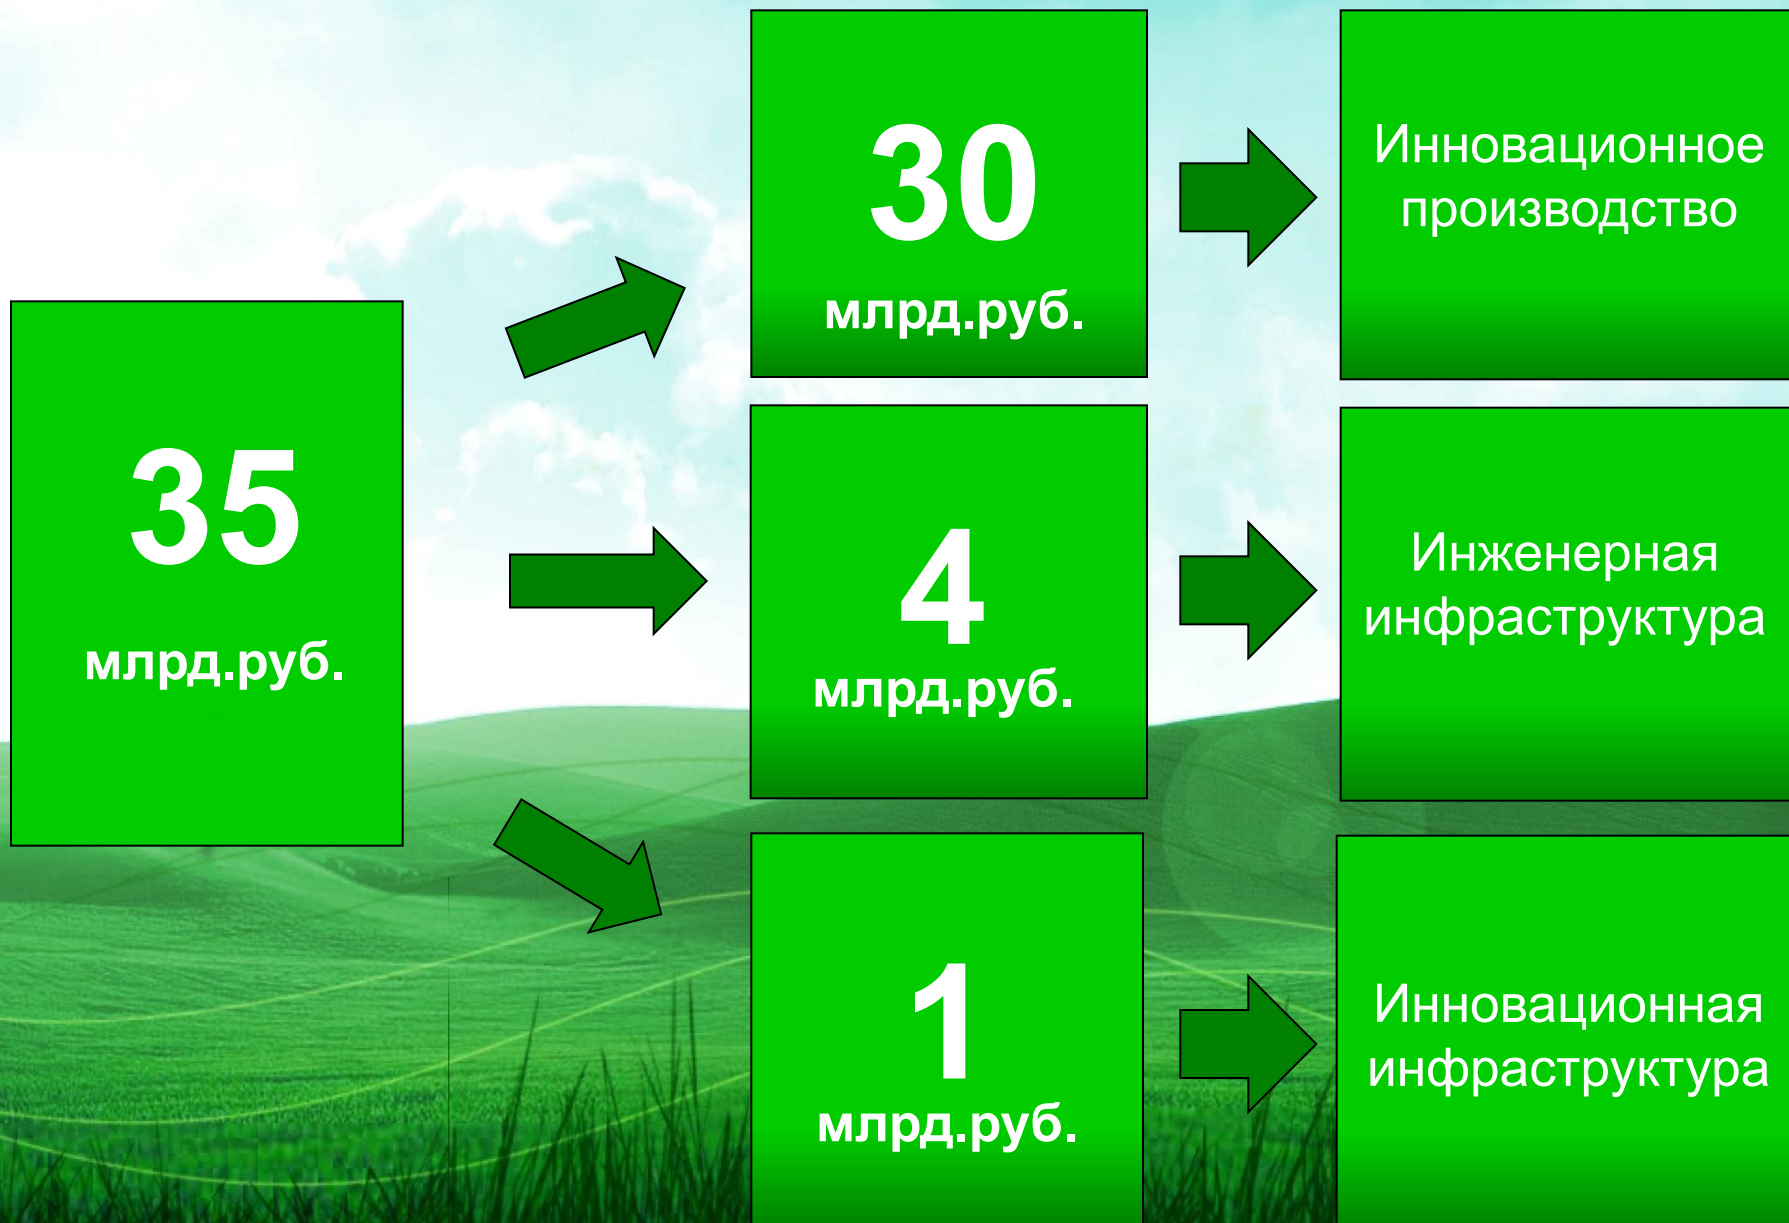 35
млрд.руб.
30
млрд.руб.
Инновационное
производство
4
млрд.руб.
Инженерная
инфраструктура
1
млрд.руб.
Инновационная
инфраструктура